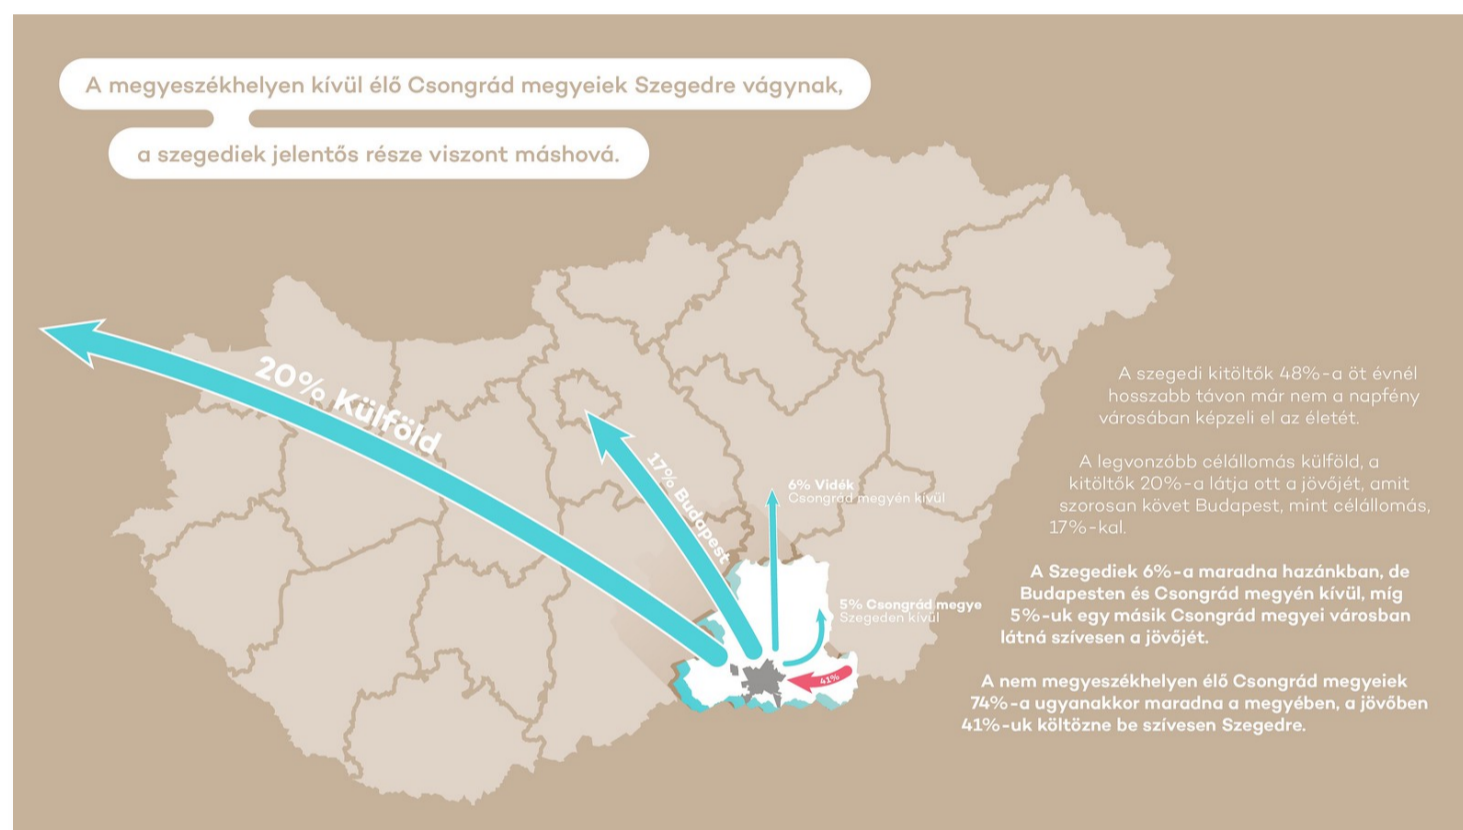 A megyeszékhelyen kívül élő Csongrád megyeiek Szegedre vágynak,
a szegediek jelentős része viszont máshová.
20% Külföld
17% Budapest
6% Vidék
Csongrád megyén kívül
5% Csongrád megye
Szegeden kívül
41%
A szegedi kitöltők 48%-a öt évnél
hosszabb távon már nem a napfény
városában képzeli el az életét.
A legvonzóbb célállomás külföld, a
kitöltők 20%-a látja ott a jövőjét, amit
szorosan követ Budapest, mint célállomás,
17%-kal.
A Szegediek 6%-a maradna hazánkban, de
Budapesten és Csongrád megyén kívül, míg
5%-uk egy másik Csongrád megyei városban
látná szívesen a jövőjét.
A nem megyeszékhelyen élő Csongrád megyeiek
74%-a ugyanakkor maradna a megyében, a jövőben
41%-uk költözne be szívesen Szegedre.